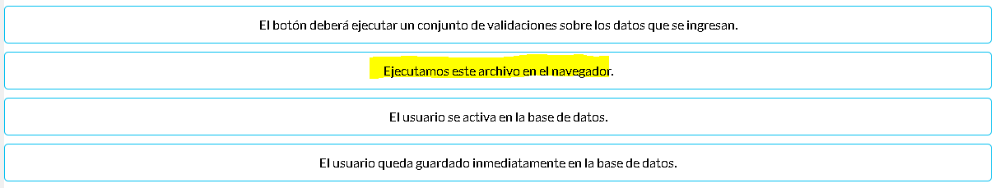 El botón deberá ejecutar un conjunto de validaciones sobre los datos que se ingresan.
Ejecutamos este archivo en el navegador.
El usuario se activa en la base de datos.
El usuario queda guardado inmediatamente en la base de datos.